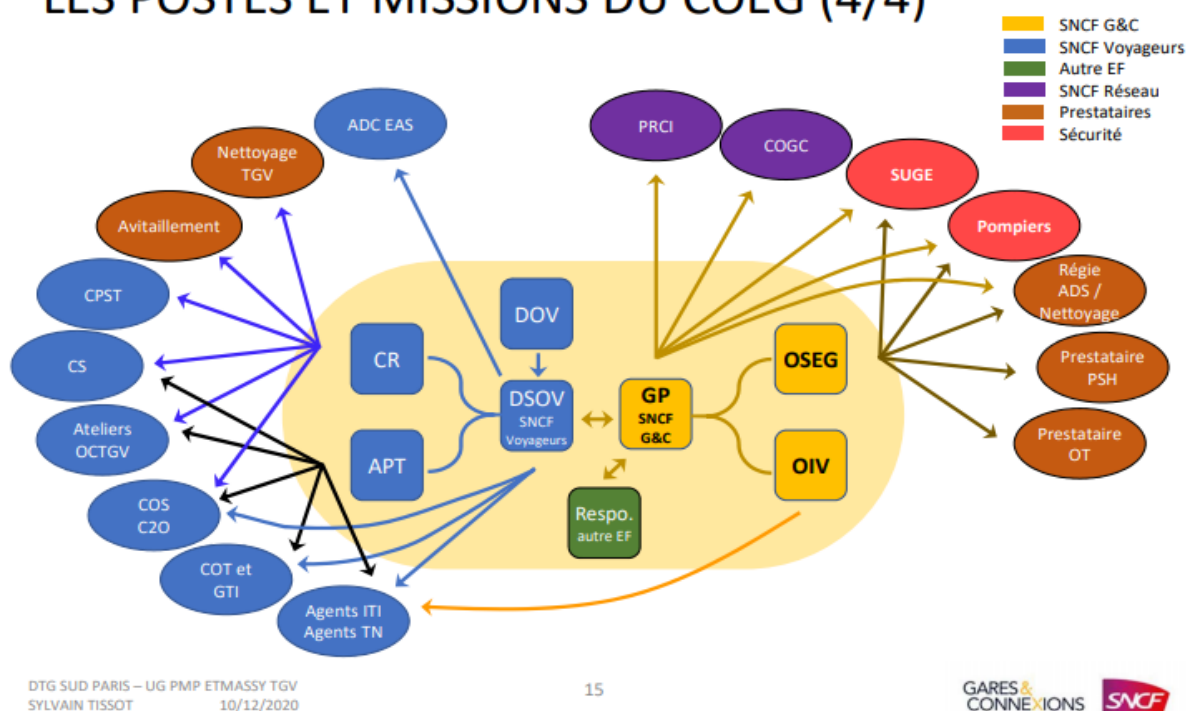 LES POSTES ET MISSIONS DU COEG (4/4)
SNCF G&C
SNCF Voyageurs
Autre EF
SNCF Réseau
Prestataires
Sécurité
ADC EAS
Nettoyage
TGV
Avitaillement
CPST
CS
Ateliers
OCTGV
COS
C2O
COT et
GTI
Agents ITI
Agents TN
PRCI
COGC
SUGE
Pompiers
Régie
ADS /
Nettoyage
Prestataire
PSH
Prestataire
OT
DOV
CR
DSOV
SNCF
Voyageurs
APT
GP
SNCF
G&C
OSEG
OIV
Respo.
autre EF
DTG SUD PARIS – UG PMP ETMASSY TGV
SYLVAIN TISSOT 10/12/2020
15
GARES &
CONNEXIONS
SNCF